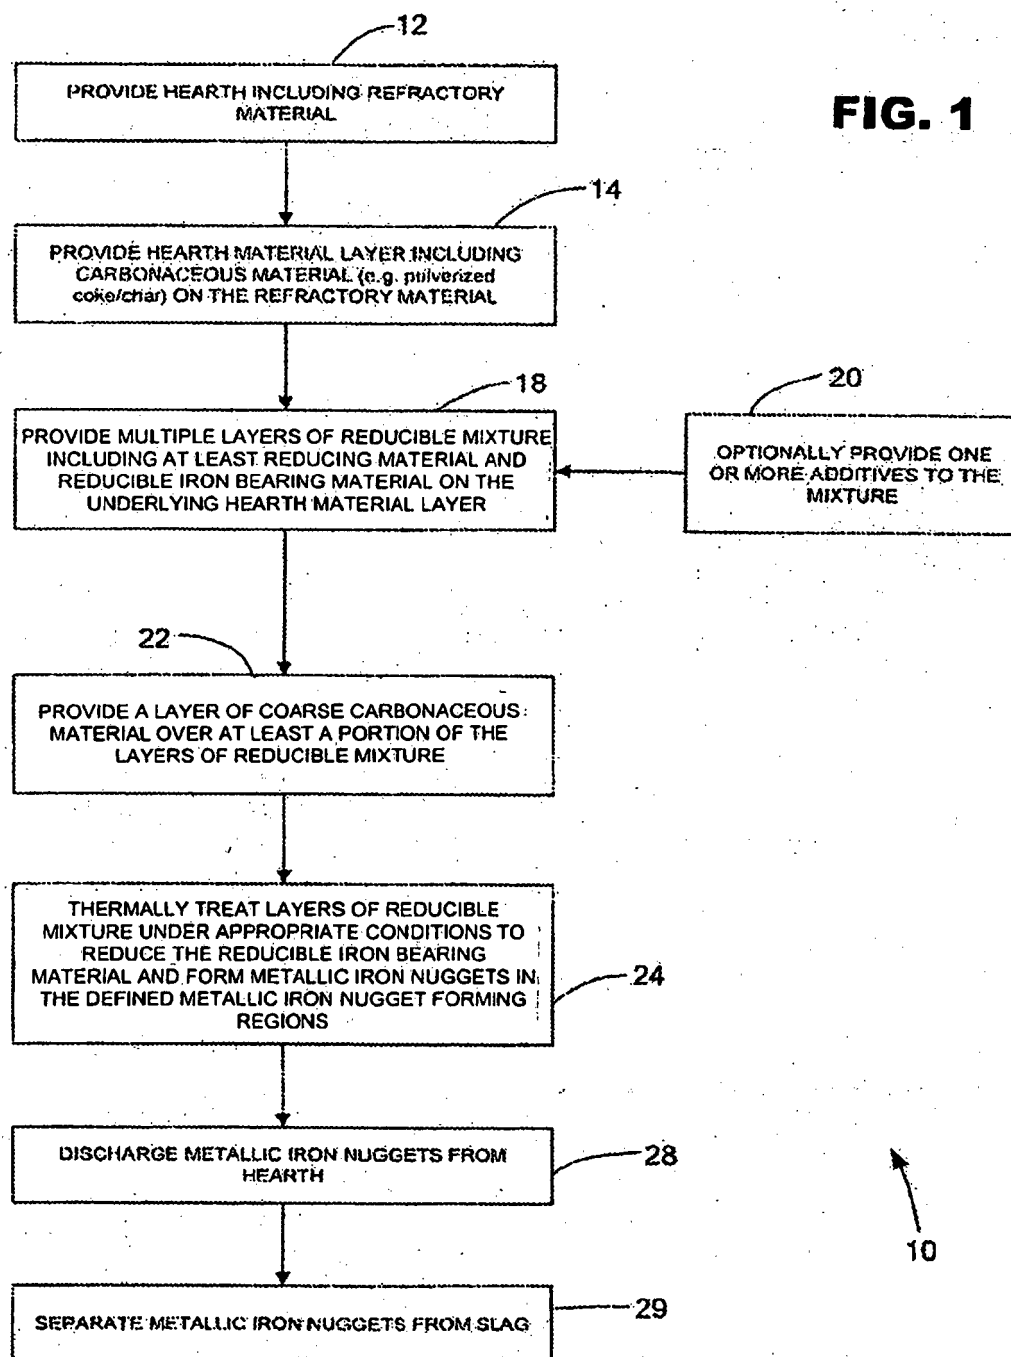 12
PROVIDE HEARTH INCLUDING REFRACTORY
MATERIAL
FIG. 1
14
PROVIDE HEARTH MATERIAL LAYER INCLUDING
CARBONACEOUS MATERIAL (e.g. pulverized
coke/char) ON THE REFRACTORY MATERIAL
18
PROVIDE MULTIPLE LAYERS OF REDUCIBLE MIXTURE
INCLUDING AT LEAST REDUCING MATERIAL AND
REDUCIBLE IRON BEARING MATERIAL ON THE
UNDERLYING HEARTH MATERIAL LAYER
20
OPTIONALLY PROVIDE ONE
OR MORE ADDITIVES TO THE
MIXTURE
22
PROVIDE A LAYER OF COARSE CARBONACEOUS
MATERIAL OVER AT LEAST A PORTION OF THE
LAYERS OF REDUCIBLE MIXTURE
THERMALLY TREAT LAYERS OF REDUCIBLE
MIXTURE UNDER APPROPRIATE CONDITIONS TO
REDUCE THE REDUCIBLE IRON BEARING
MATERIAL AND FORM METALLIC IRON NUGGETS IN
THE DEFINED METALLIC IRON NUGGET FORMING
REGIONS
24
DISCHARGE METALLIC IRON NUGGETS FROM
HEARTH
28
10
SEPARATE METALLIC IRON NUGGETS FROM SLAG
29